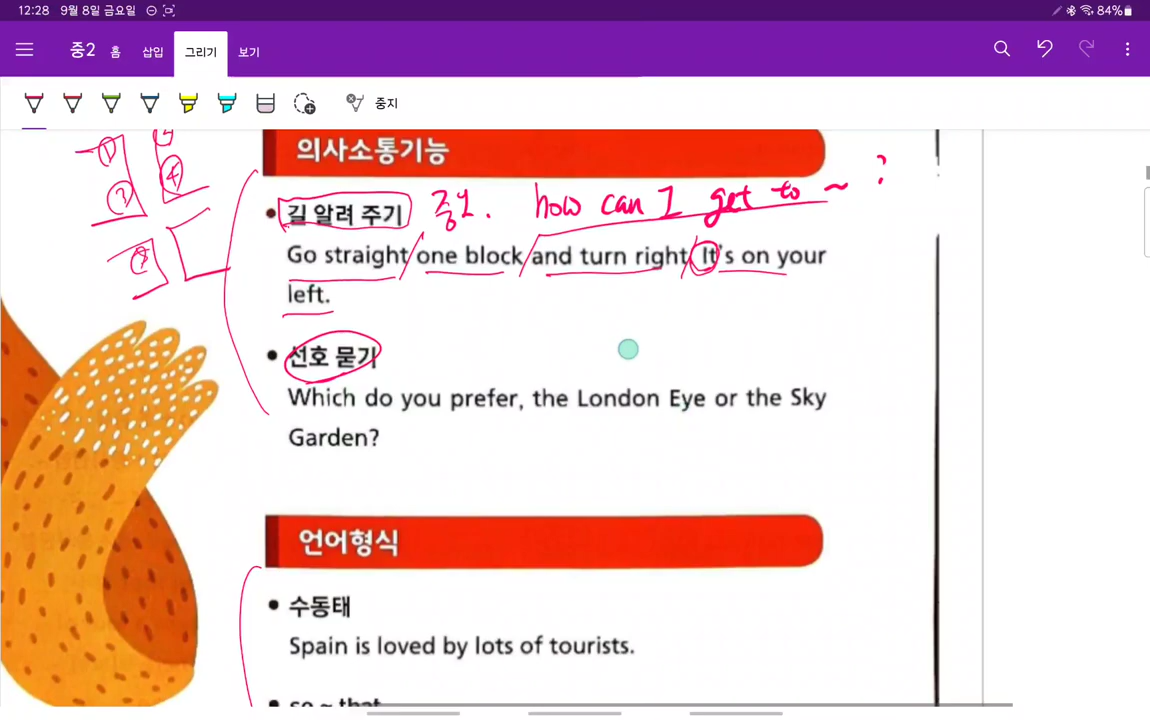 12:28 9월 8일 금요일 84%
중2 홈 삽입 그리기 보기
중지
의사소통기능
• 길 알려 주기 중1. how can I get to ~ ?
Go straight one block and turn right. It's on your
left.
• 선호 묻기
Which do you prefer, the London Eye or the Sky
Garden?
언어형식
• 수동태
Spain is loved by lots of tourists.
• so ~ that